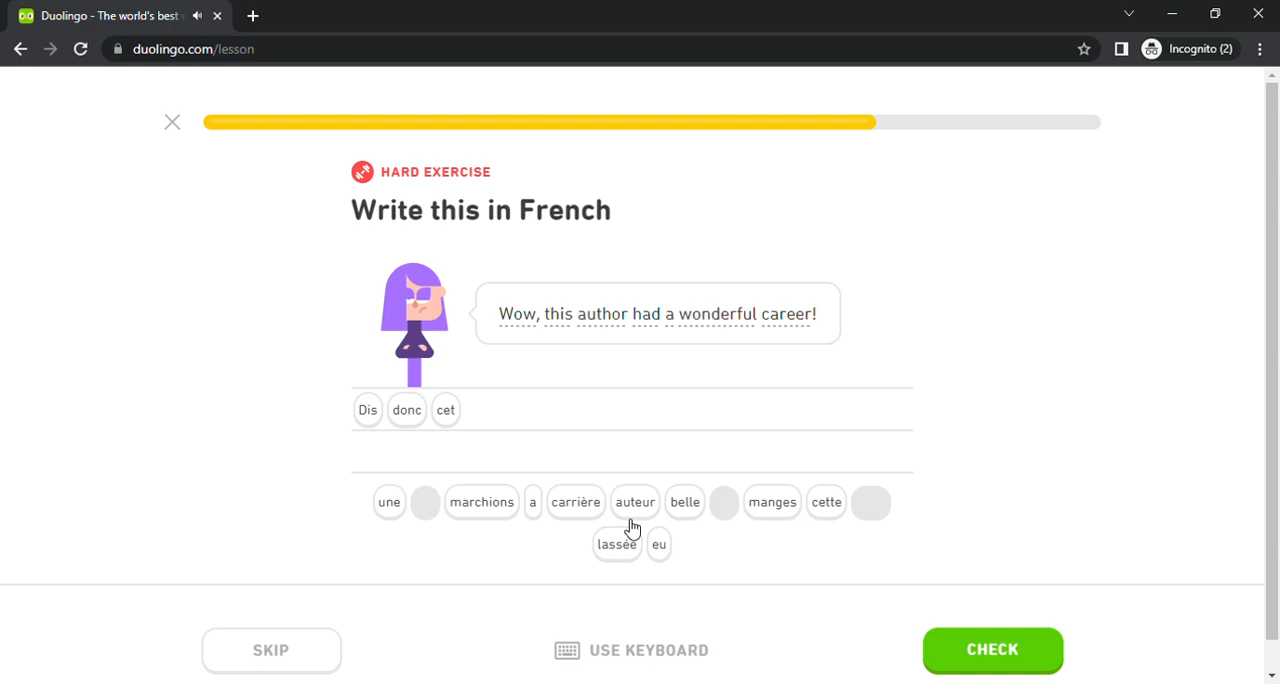 Duolingo - The world's best
duolingo.com/lesson
Incognito (2)
HARD EXERCISE
Write this in French
Wow, this author had a wonderful career!
Dis donc cet
une marchions a carrière auteur belle manges cette
lassée eu
SKIP
USE KEYBOARD
CHECK